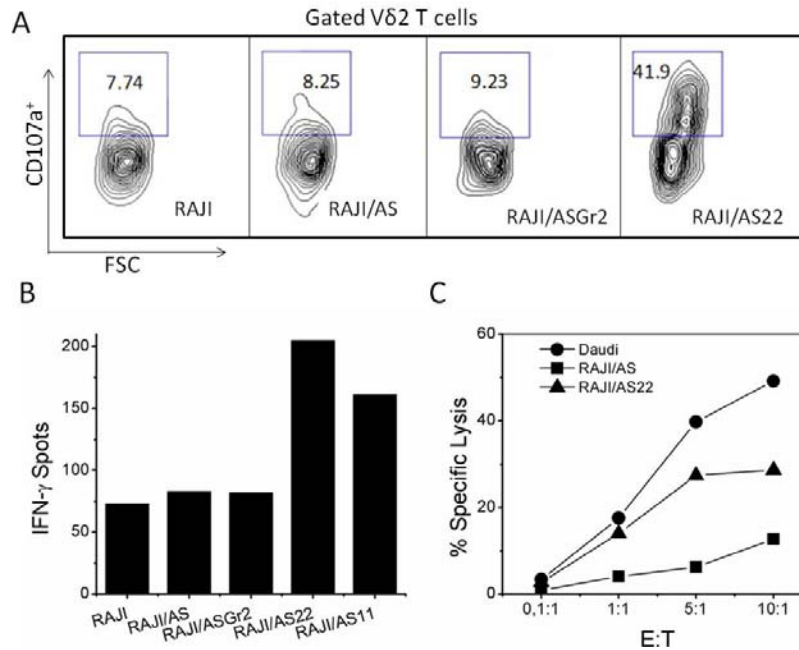 A
Gated Vδ2 T cells
CD107a⁺
7.74
8.25
9.23
41.9
RAJI
RAJI/AS
RAJI/ASGr2
RAJI/AS22
FSC
B
IFN-γ Spots
200
150
100
50
0
RAJI
RAJI/AS
RAJI/ASGr2
RAJI/AS22
RAJI/AS11
C
% Specific Lysis
60
40
20
0
Daudi
RAJI/AS
RAJI/AS22
0,1:1
1:1
5:1
10:1
E:T